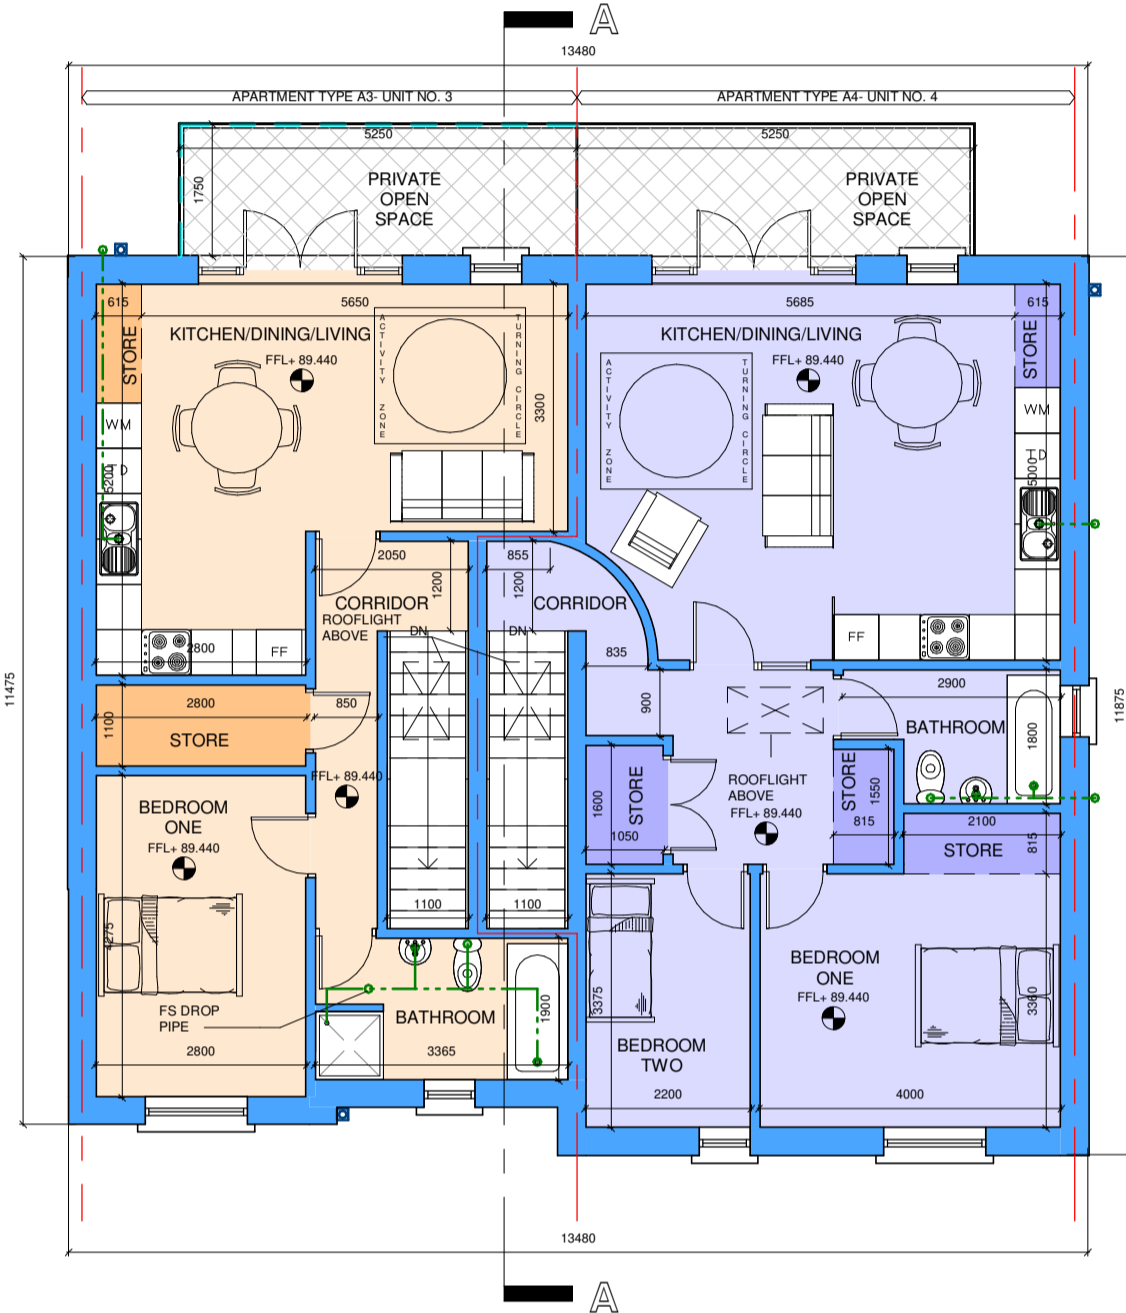 A
13480
APARTMENT TYPE A3- UNIT NO. 3
APARTMENT TYPE A4- UNIT NO. 4
5250
5250
1750
PRIVATE
OPEN
SPACE
PRIVATE
OPEN
SPACE
615
5650
5685
615
STORE
KITCHEN/DINING/LIVING
FFL+ 89.440
ACTIVITY ZONE
TURNING CIRCLE
3300
KITCHEN/DINING/LIVING
FFL+ 89.440
ACTIVITY ZONE
TURNING CIRCLE
STORE
WM
TD
5200
WM
TD
5000
2050
1200
855
1200
CORRIDOR
ROOFLIGHT
ABOVE
CORRIDOR
DN
DN
2800
FF
835
FF
11475
11875
2800
850
1100
STORE
900
2900
BATHROOM
1800
FFL+ 89.440
BEDROOM
ONE
FFL+ 89.440
STORE
1600
1050
ROOFLIGHT
ABOVE
FFL+ 89.440
STORE
1550
815
2100
STORE
815
1100
1100
4275
FS DROP
PIPE
BATHROOM
1900
3375
BEDROOM
TWO
BEDROOM
ONE
FFL+ 89.440
3360
2800
3365
2200
4000
13480
A